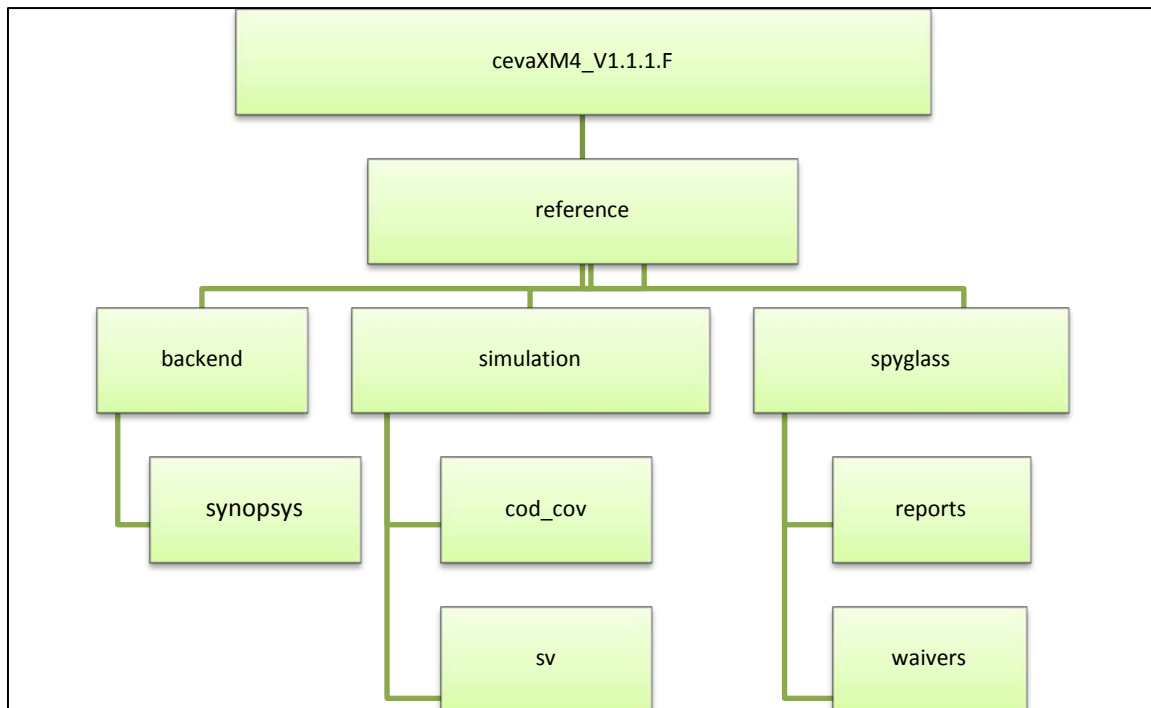 cevaXM4_V1.1.1.F
reference
backend
simulation
spyglass
synopsys
cod_cov
reports
sv
waivers